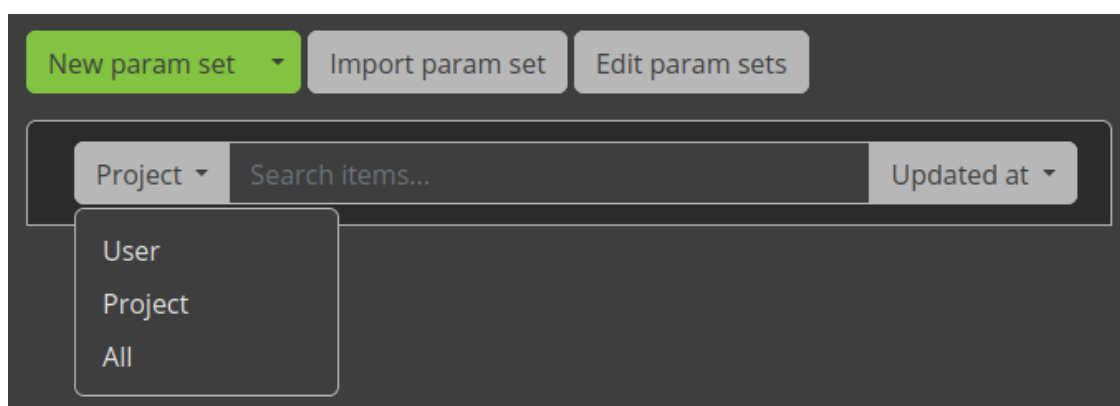 New param set Import param set Edit param sets
Project Search items... Updated at
User
Project
All